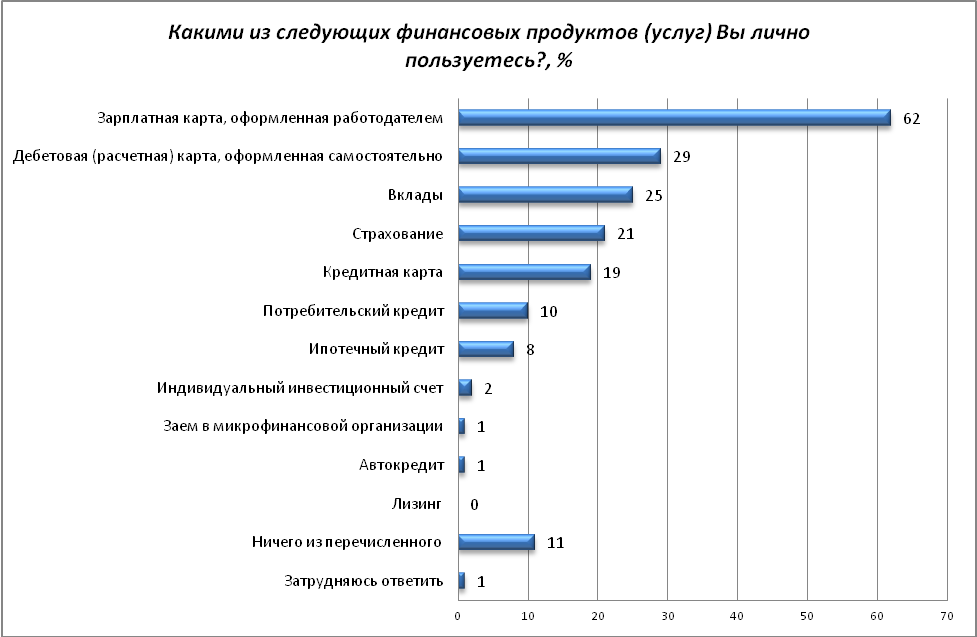 Какими из следующих финансовых продуктов (услуг) Вы лично
пользуетесь?, %
Зарплатная карта, оформленная работодателем 62
Дебетовая (расчетная) карта, оформленная самостоятельно 29
Вклады 25
Страхование 21
Кредитная карта 19
Потребительский кредит 10
Ипотечный кредит 8
Индивидуальный инвестиционный счет 2
Заем в микрофинансовой организации 1
Автокредит 1
Лизинг 0
Ничего из перечисленного 11
Затрудняюсь ответить 1
0 10 20 30 40 50 60 70